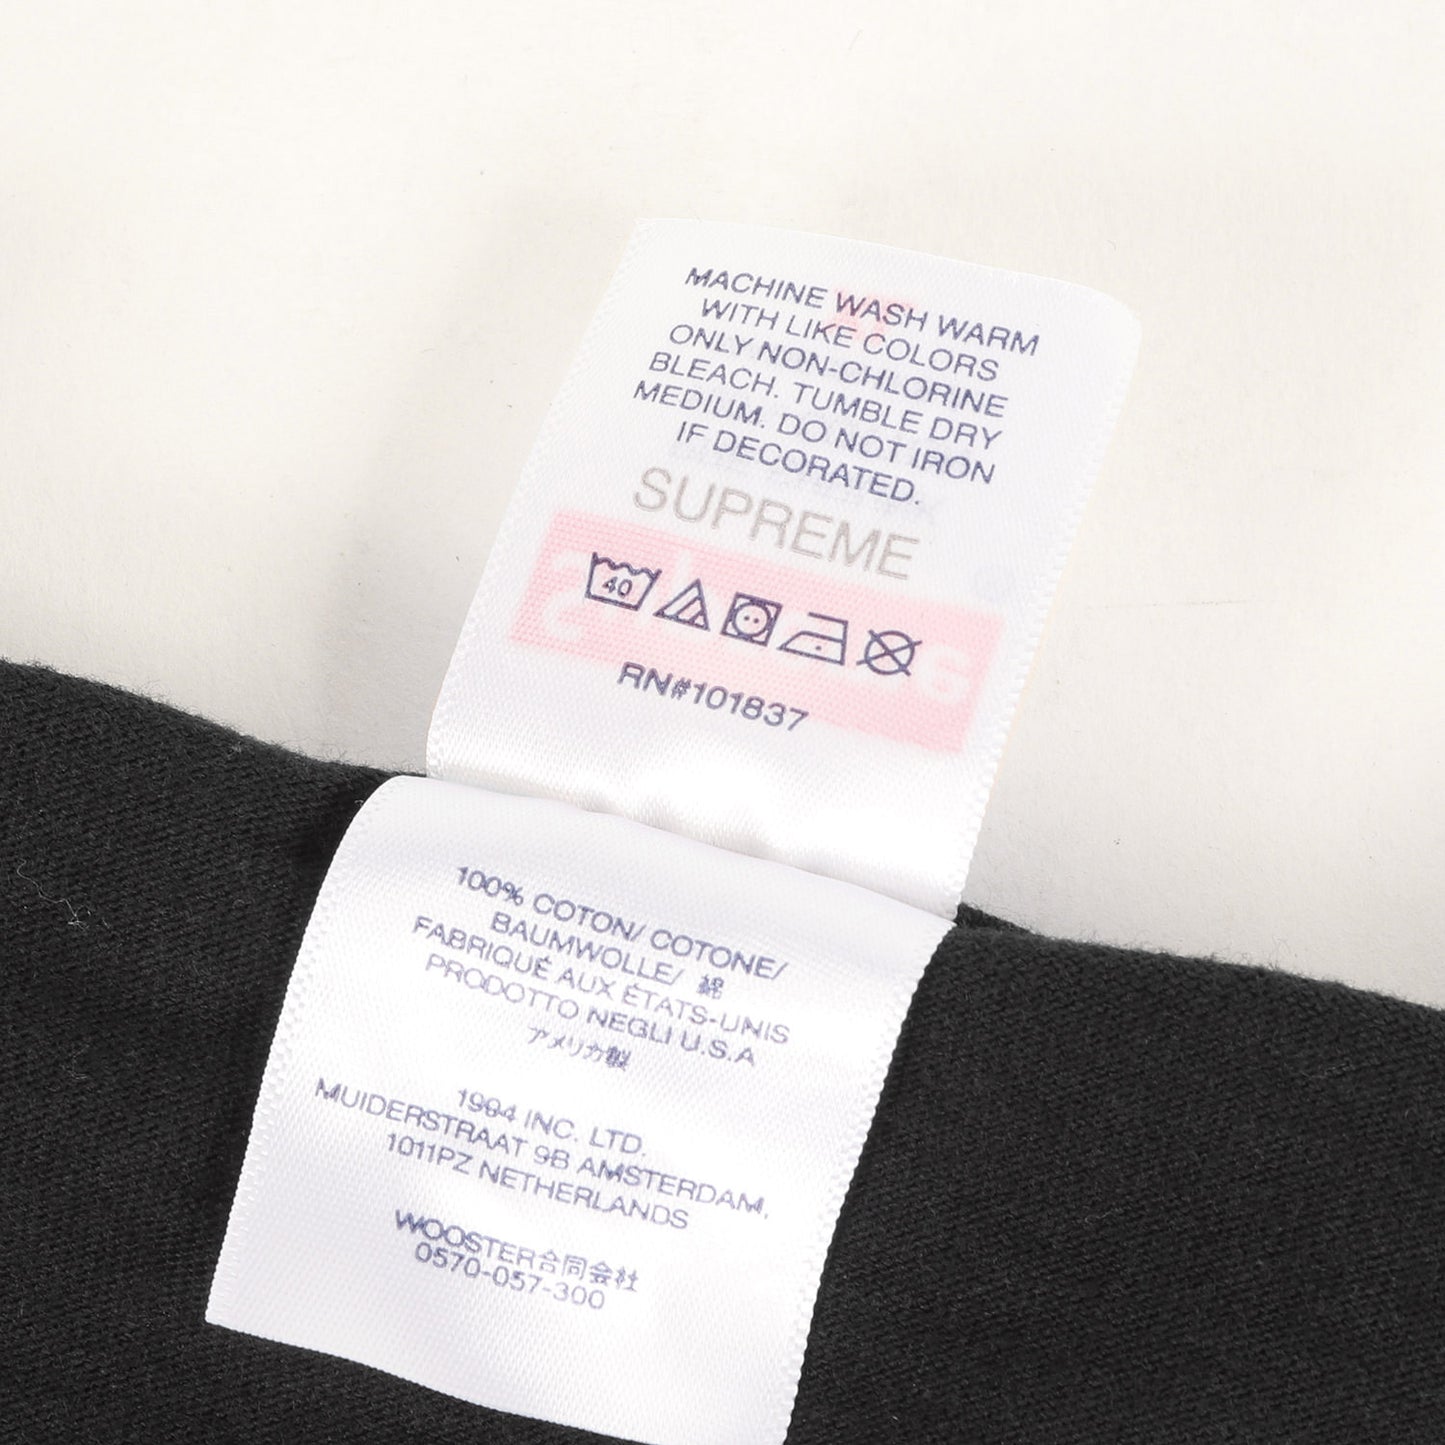 MACHINE WASH WARM
WITH LIKE COLORS
ONLY NON-CHLORINE
BLEACH. TUMBLE DRY
MEDIUM. DO NOT IRON
IF DECORATED.
SUPREME
40
RN#101837
100% COTON/ COTONE/
BAUMWOLLE/ 綿
FABRIQUÉ AUX ÉTATS-UNIS
PRODOTTO NEGLI U.S.A
アメリカ製
1994 INC. LTD.
MUIDERSTRAAT 9B AMSTERDAM,
1011PZ NETHERLANDS
WOOSTER合同会社
0570-057-300